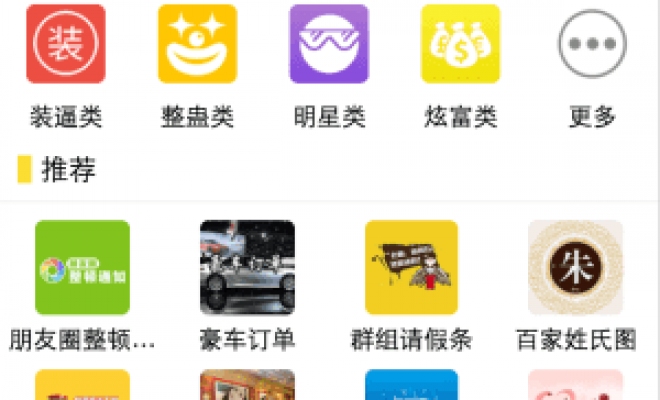 装
装逼类 整蛊类 明星类 炫富类 更多
推荐
整顿通知
朱
朋友圈整顿... 豪车订单 群组请假条 百家姓氏图